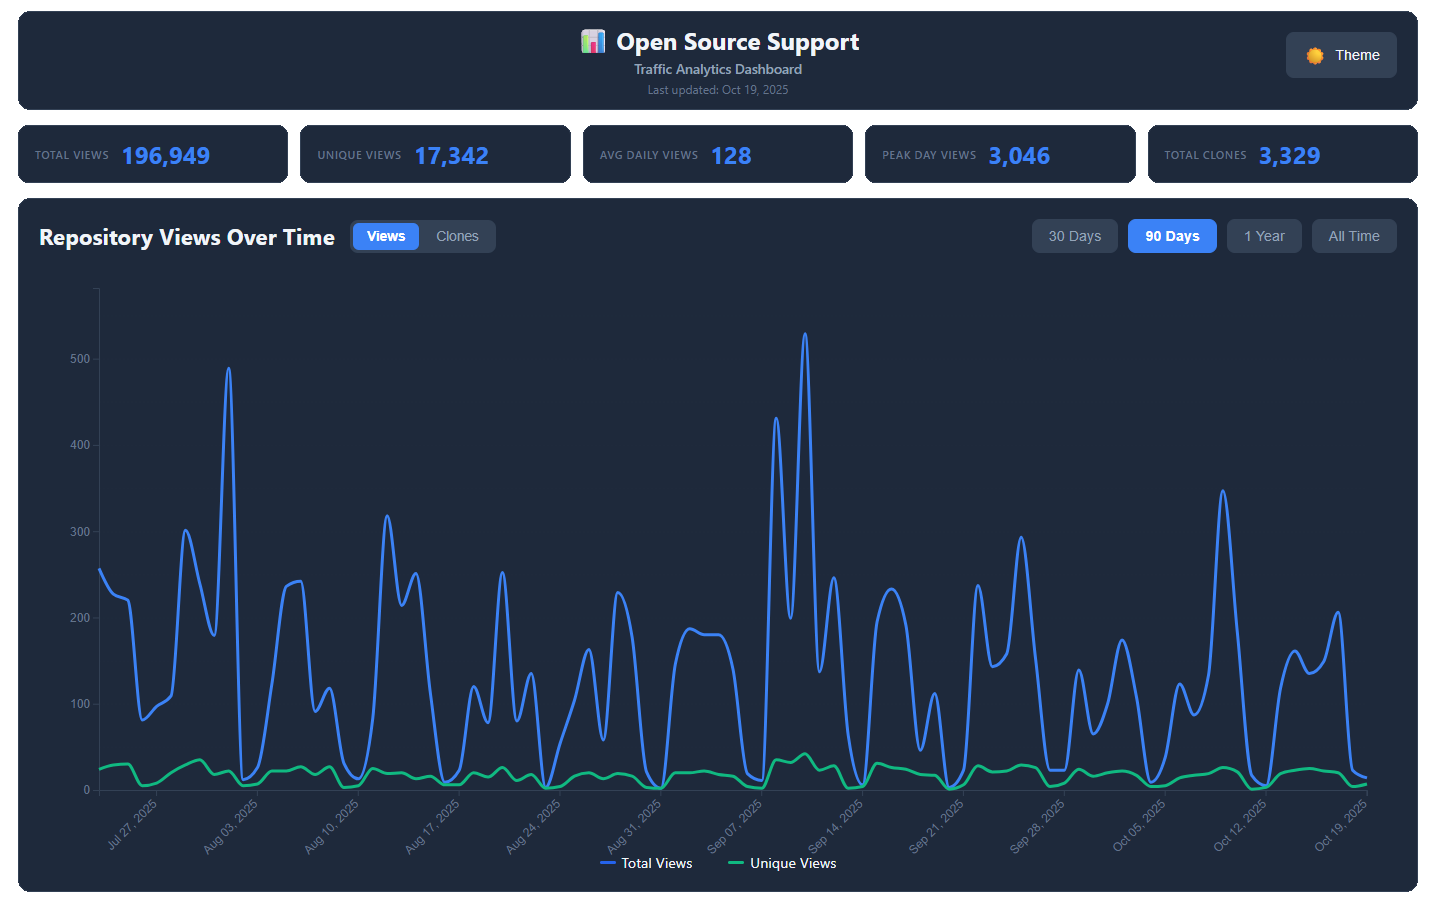 Open Source Support
Traffic Analytics Dashboard
Last updated: Oct 19, 2025
Theme
TOTAL VIEWS 196,949
UNIQUE VIEWS 17,342
AVG DAILY VIEWS 128
PEAK DAY VIEWS 3,046
TOTAL CLONES 3,329
Repository Views Over Time
Views Clones
30 Days 90 Days 1 Year All Time
500
400
300
200
100
0
Jul 27, 2025
Aug 03, 2025
Aug 10, 2025
Aug 17, 2025
Aug 24, 2025
Aug 31, 2025
Sep 07, 2025
Sep 14, 2025
Sep 21, 2025
Sep 28, 2025
Oct 05, 2025
Oct 12, 2025
Oct 19, 2025
Total Views Unique Views